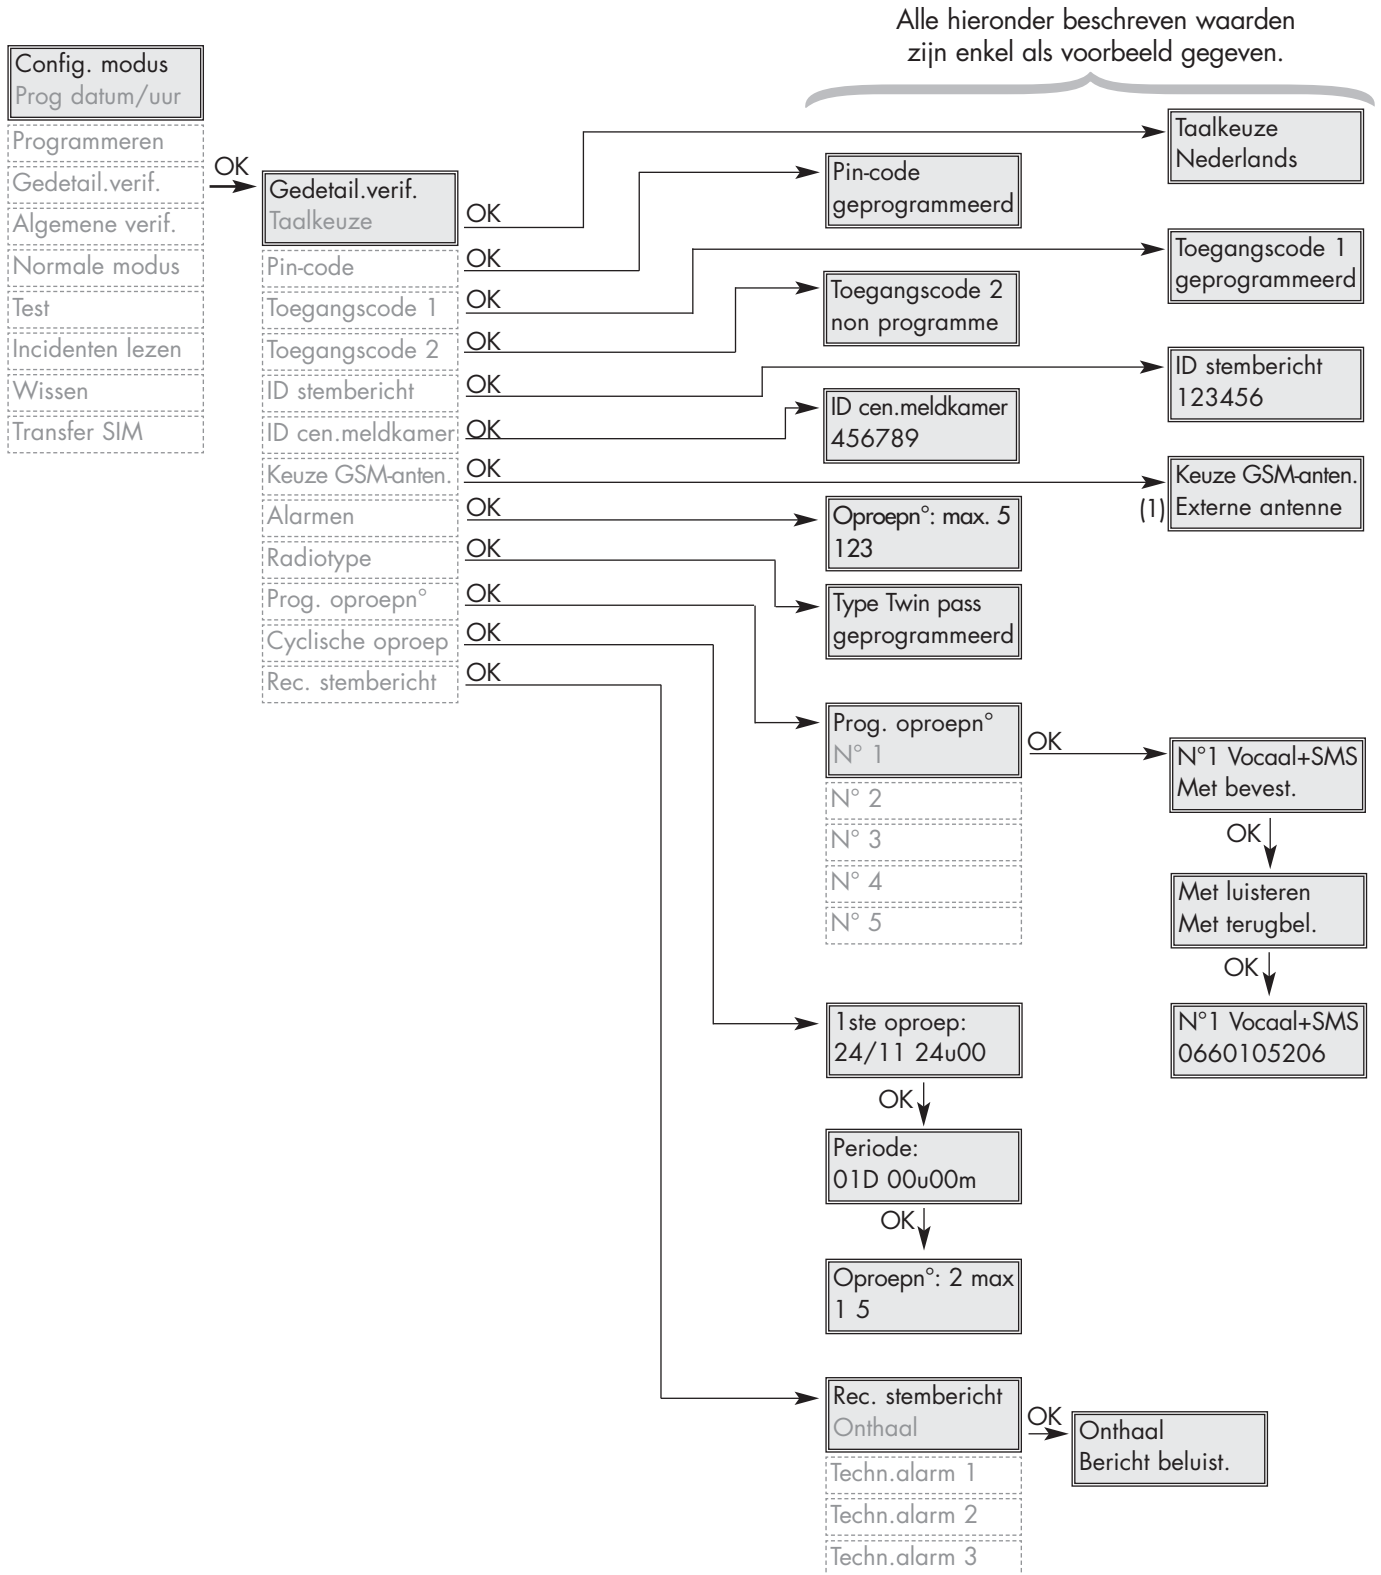 Alle hieronder beschreven waarden
zijn enkel als voorbeeld gegeven.
Config. modus
Prog datum/uur
Programmeren
Gedetail.verif.
Algemene verif.
Normale modus
Test
Incidenten lezen
Wissen
Transfer SIM
OK
Gedetail.verif.
Taalkeuze
Pin-code
Toegangscode 1
Toegangscode 2
ID stembericht
ID cen.meldkamer
Keuze GSM-anten.
Alarmen
Radiotype
Prog. oproepn°
Cyclische oproep
Rec. stembericht
OK
OK
OK
OK
OK
OK
OK
OK
OK
OK
OK
OK
Taalkeuze
Nederlands
Pin-code
geprogrammeerd
Toegangscode 1
geprogrammeerd
Toegangscode 2
non programme
ID stembericht
123456
ID cen.meldkamer
456789
Keuze GSM-anten.
(1) Externe antenne
Oproepn°: max. 5
123
Type Twin pass
geprogrammeerd
Prog. oproepn°
N° 1
N° 2
N° 3
N° 4
N° 5
OK
N°1 Vocaal+SMS
Met bevest.
OK
Met luisteren
Met terugbel.
OK
N°1 Vocaal+SMS
0660105206
1ste oproep:
24/11 24u00
OK
Periode:
01D 00u00m
OK
Oproepn°: 2 max
1 5
Rec. stembericht
Onthaal
Techn.alarm 1
Techn.alarm 2
Techn.alarm 3
OK
Onthaal
Bericht beluist.